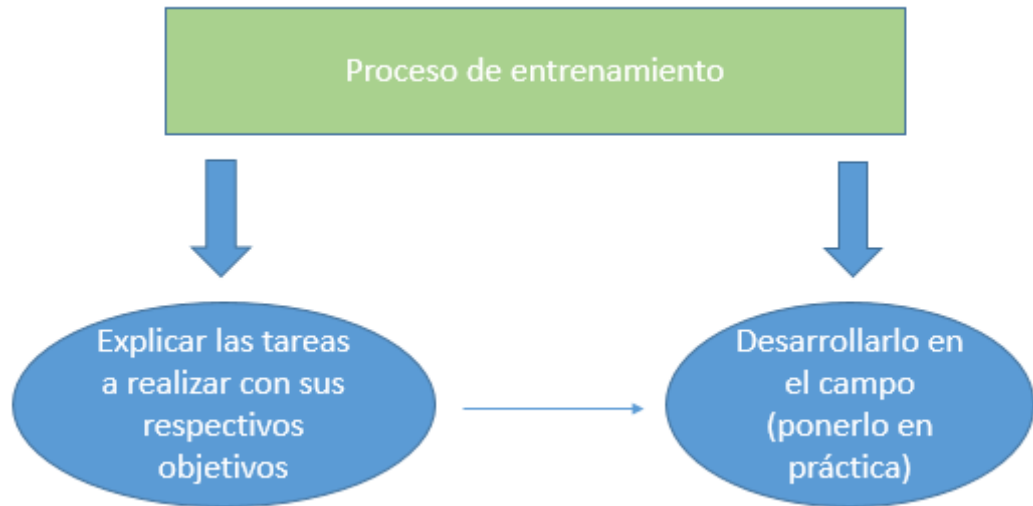 Proceso de entrenamiento
Explicar las tareas
a realizar con sus
respectivos
objetivos
Desarrollarlo en
el campo
(ponerlo en
práctica)